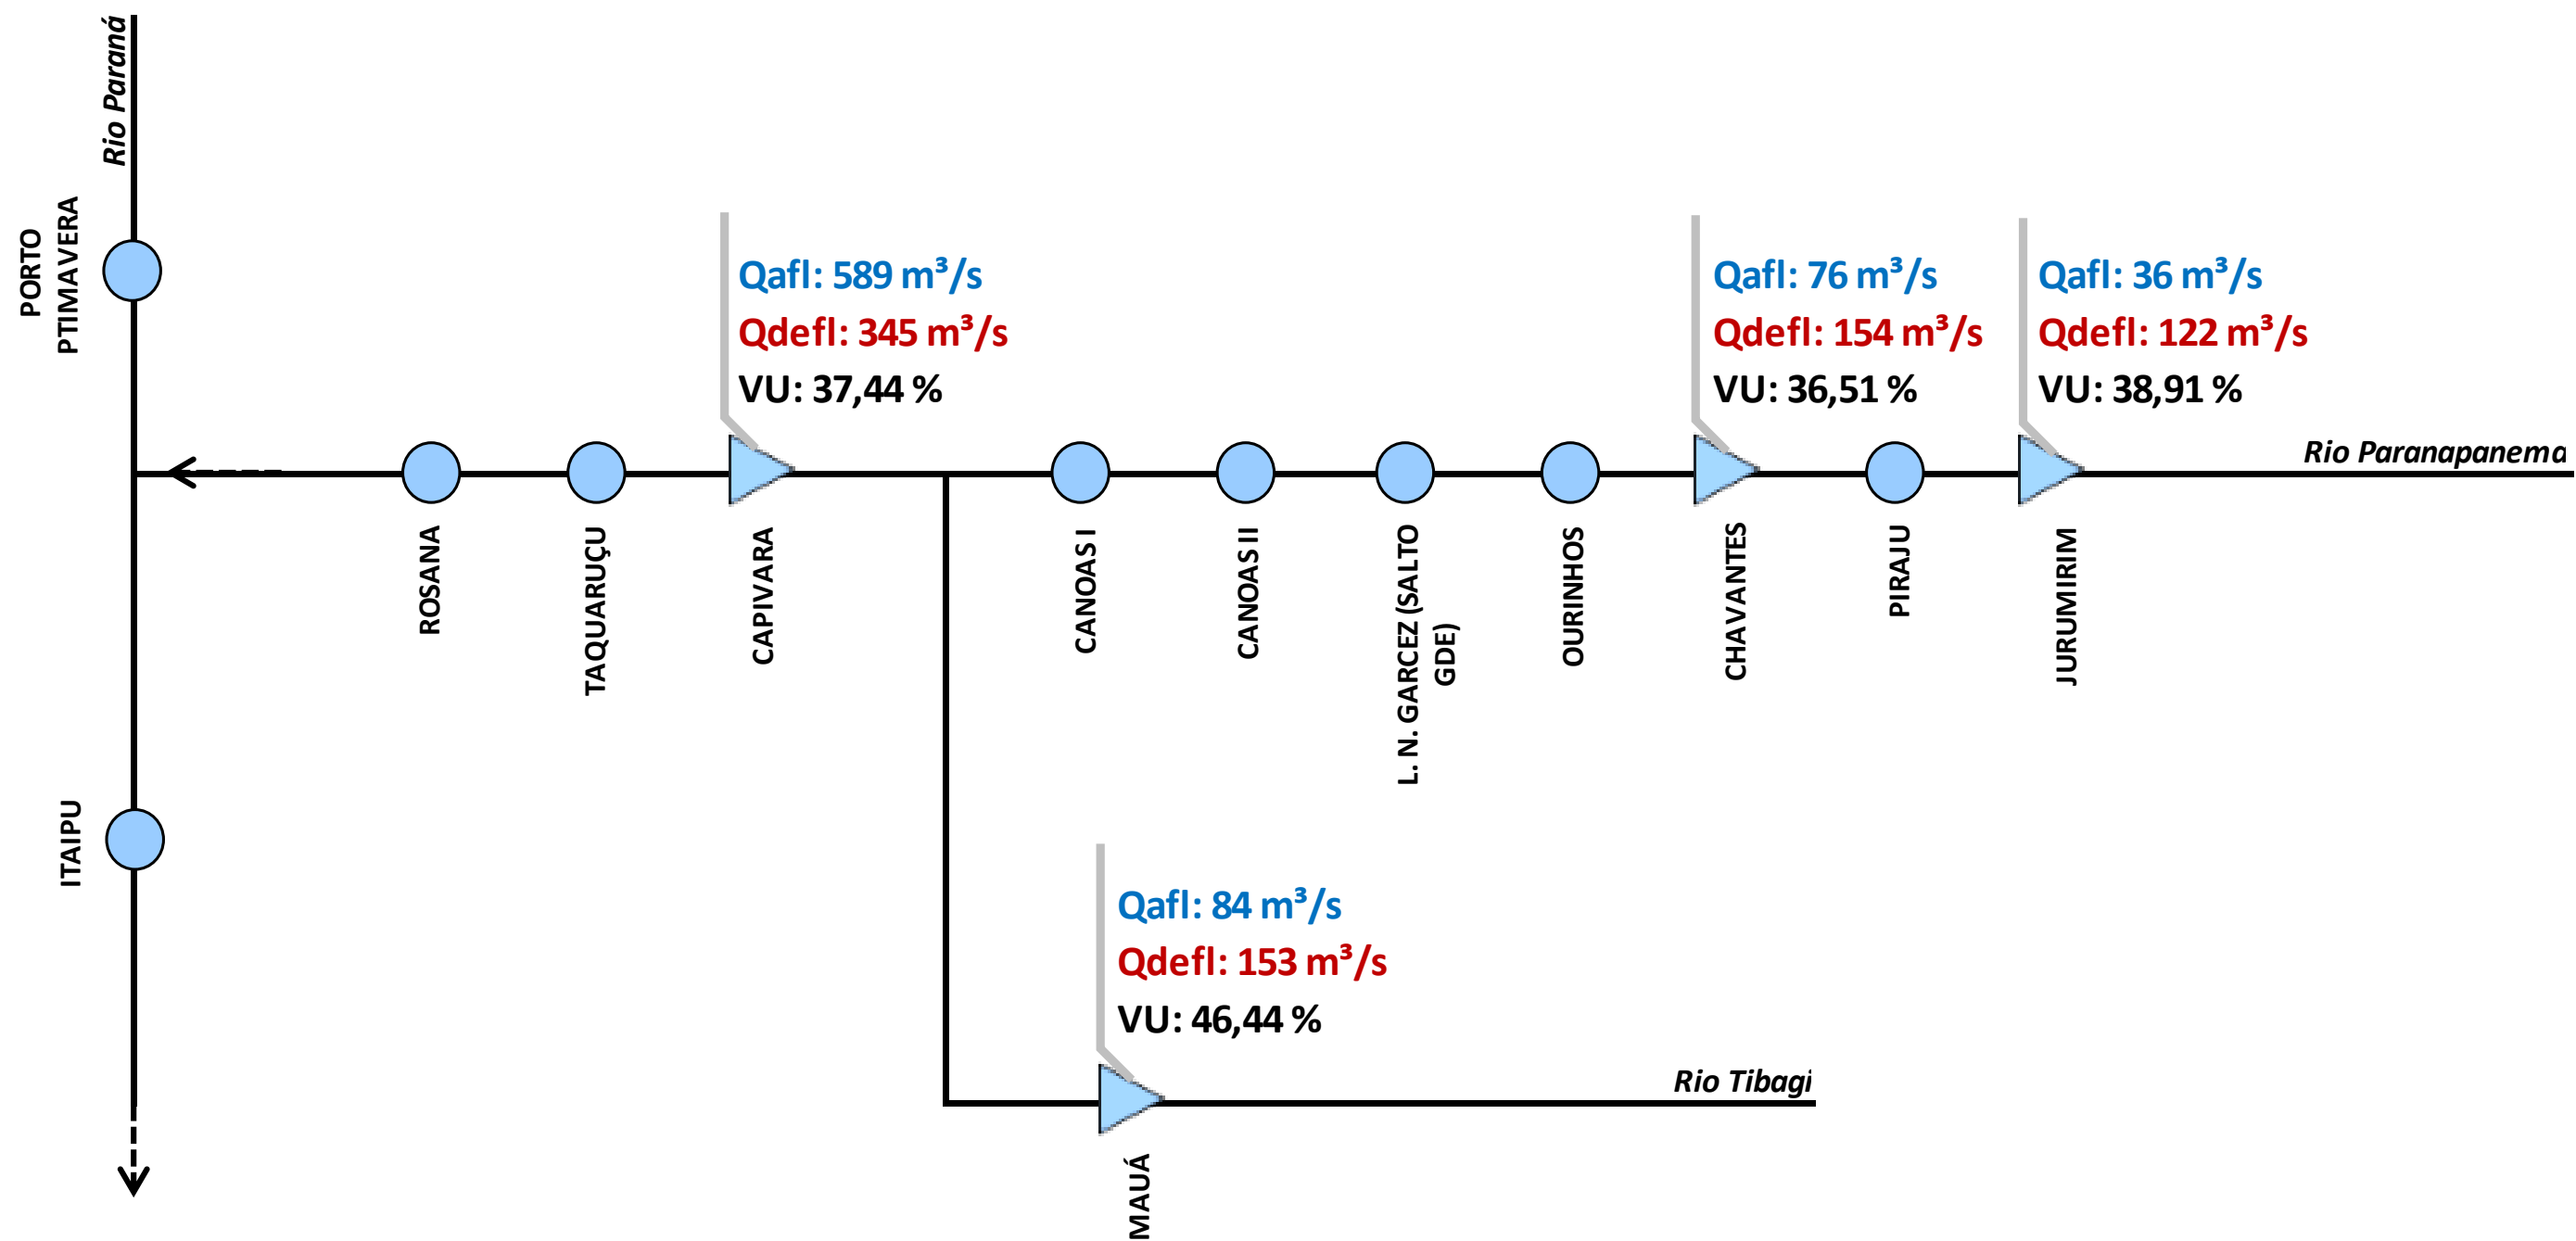 Rio Paraná
PORTO
PTIMAVERA
Qafl: 589 m³/s
Qdefl: 345 m³/s
VU: 37,44 %
Qafl: 76 m³/s
Qdefl: 154 m³/s
VU: 36,51 %
Qafl: 36 m³/s
Qdefl: 122 m³/s
VU: 38,91 %
Rio Paranapanema
ROSANA
TAQUARUÇU
CAPIVARA
CANOAS I
CANOAS II
L. N. GARCEZ (SALTO
GDE)
OURINHOS
CHAVANTES
PIRAJU
JURUMIRIM
ITAIPU
Qafl: 84 m³/s
Qdefl: 153 m³/s
VU: 46,44 %
Rio Tibagi
MAUÁ